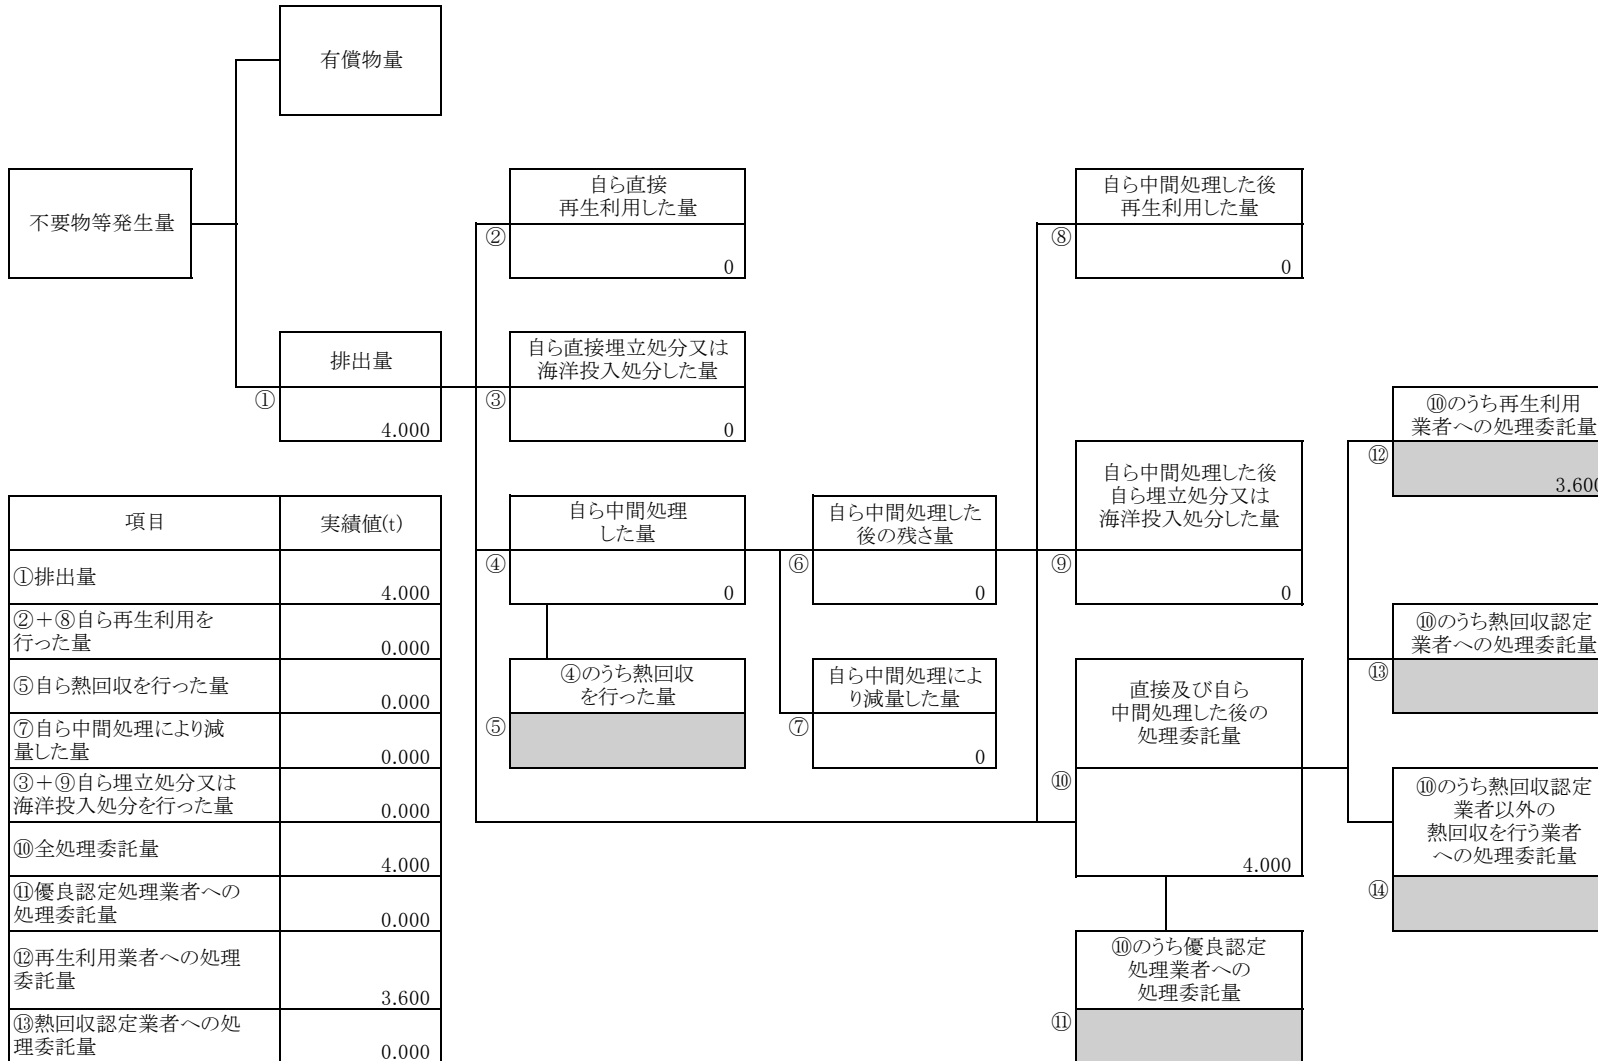 有償物量
不要物等発生量
自ら直接
再生利用した量
②
0
自ら中間処理した後
再生利用した量
⑧
0
排出量
①
4.000
自ら直接埋立処分又は
海洋投入処分した量
③
0
⑩のうち再生利用
業者への処理委託量
⑫
3.600
自ら中間処理
した量
④
0
自ら中間処理した
後の残さ量
⑥
0
自ら中間処理した後
自ら埋立処分又は
海洋投入処分した量
⑨
0
④のうち熱回収
を行った量
⑤
自ら中間処理によ
り減量した量
⑦
0
直接及び自ら
中間処理した後の
処理委託量
⑩
4.000
⑩のうち熱回収認定
業者への処理委託量
⑬
⑩のうち熱回収認定
業者以外の
熱回収を行う業者
への処理委託量
⑭
⑩のうち優良認定
処理業者への
処理委託量
⑪
項目 実績値(t)
①排出量
4.000
②＋⑧自ら再生利用を
行った量
0.000
⑤自ら熱回収を行った量
0.000
⑦自ら中間処理により減
量した量
0.000
③＋⑨自ら埋立処分又は
海洋投入処分を行った量
0.000
⑩全処理委託量
4.000
⑪優良認定処理業者への
処理委託量
0.000
⑫再生利用業者への処理
委託量
3.600
⑬熱回収認定業者への処
理委託量
0.000